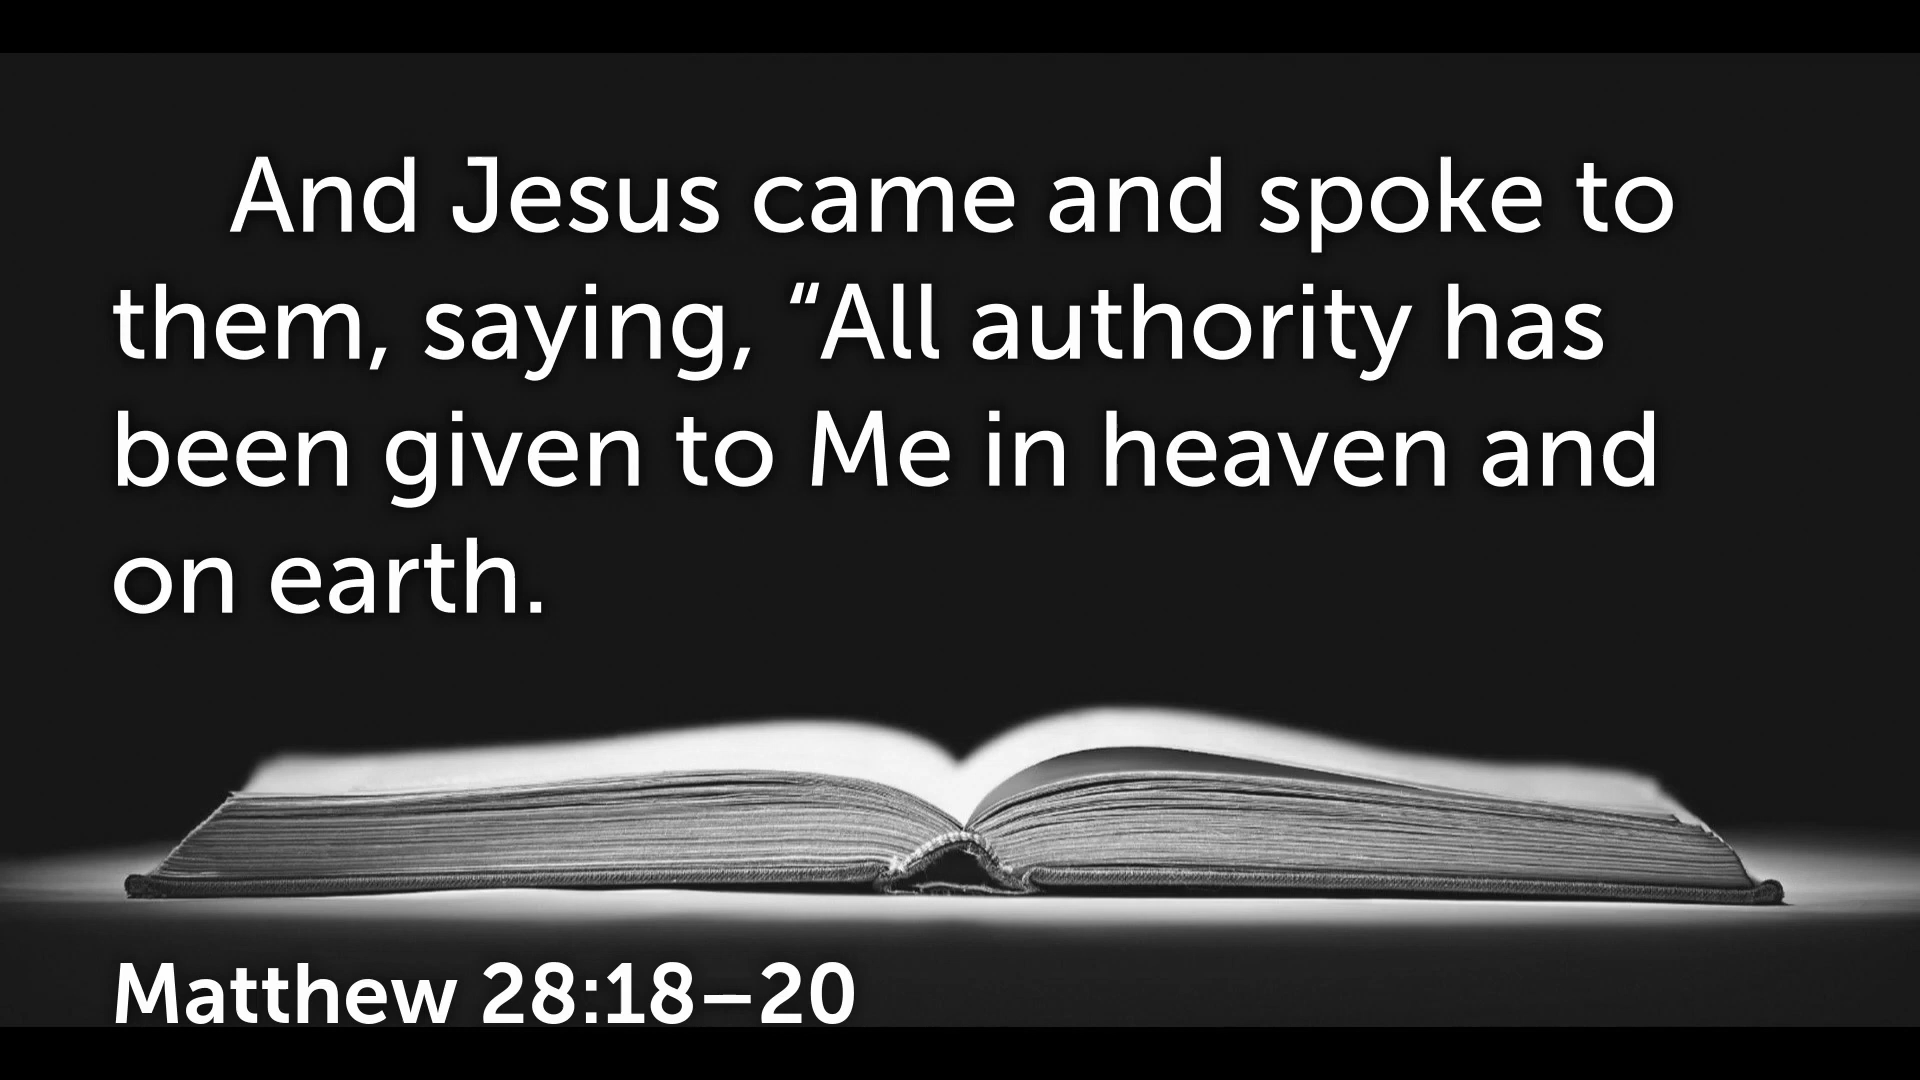 And Jesus came and spoke to
them, saying, “All authority has
been given to Me in heaven and
on earth.
Matthew 28:18–20